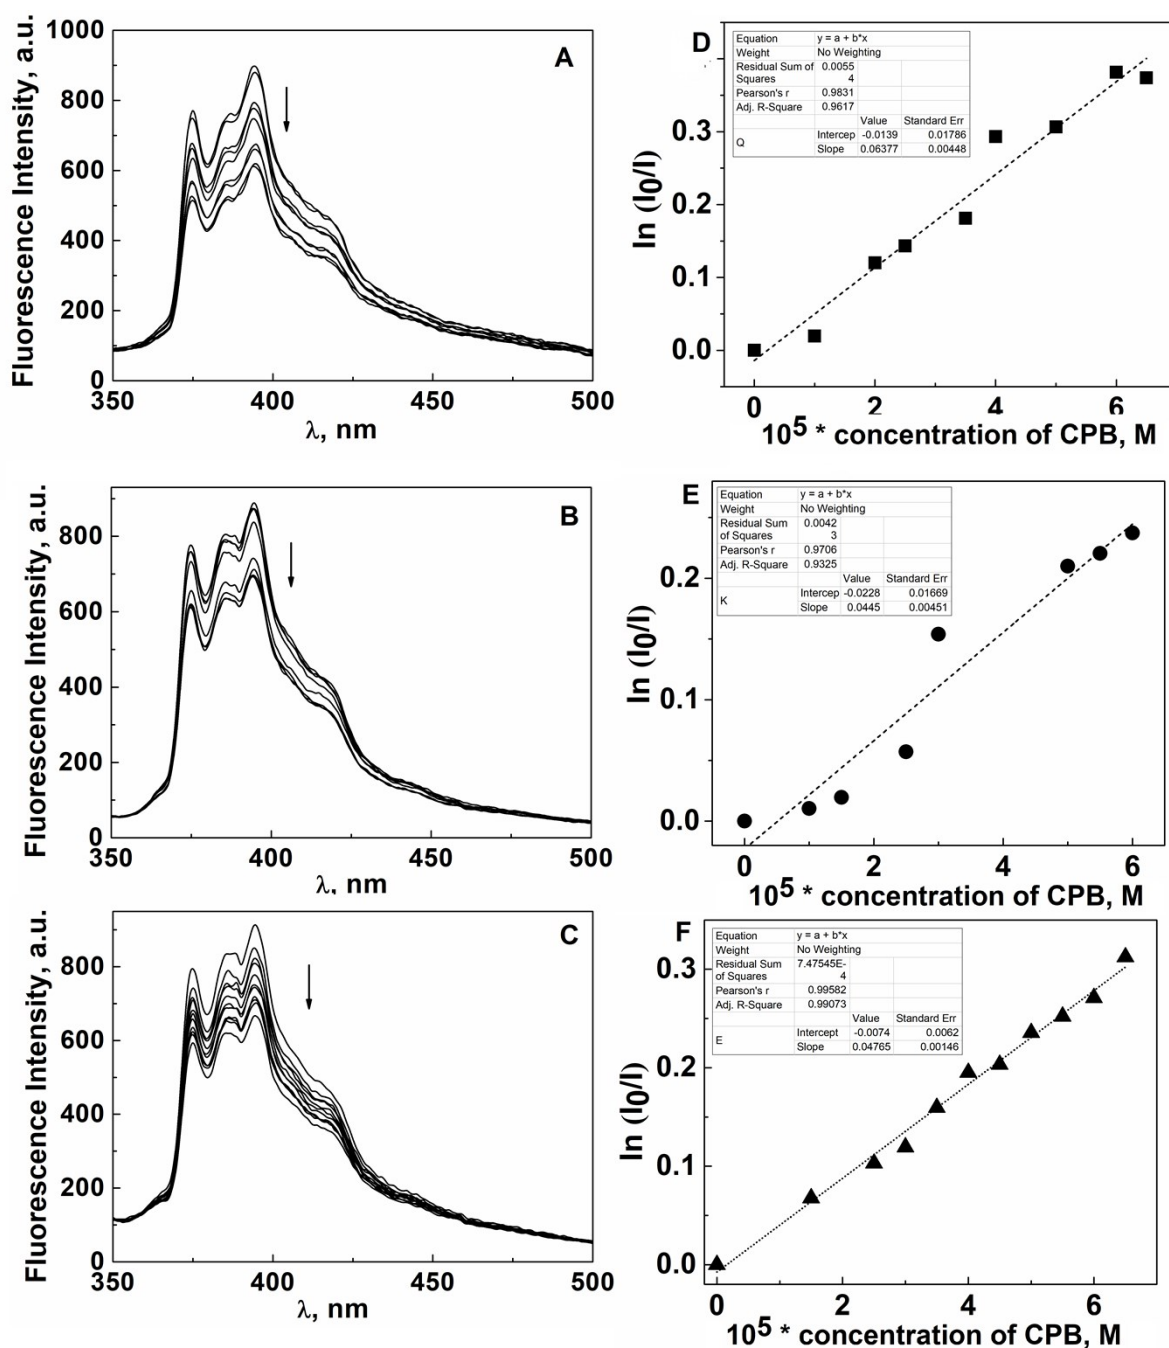 A
Fluorescence Intensity, a.u.
1000
800
600
400
200
0
350 400 450 500
λ, nm
D
Equation y = a + b*x
Weight No Weighting
Residual Sum of 0.0055
Squares 4
Pearson's r 0.9831
Adj. R-Square 0.9617
Value Standard Err
Q Intercep -0.0139 0.01786
Slope 0.06377 0.00448
ln (I0/I)
0.3
0.2
0.1
0.0
0 2 4 6
10^5 * concentration of CPB, M
B
Fluorescence Intensity, a.u.
800
600
400
200
0
350 400 450 500
λ, nm
E
Equation y = a + b*x
Weight No Weighting
Residual Sum 0.0042
of Squares 3
Pearson's r 0.9706
Adj. R-Square 0.9325
Value Standard Err
K Intercep -0.0228 0.01669
Slope 0.0445 0.00451
ln (I0/I)
0.2
0.1
0.0
0 2 4 6
10^5 * concentration of CPB, M
C
Fluorescence Intensity, a.u.
800
600
400
200
0
350 400 450 500
λ, nm
F
Equation y = a + b*x
Weight No Weighting
Residual Sum 7.47545E-
of Squares 4
Pearson's r 0.99582
Adj. R-Square 0.99073
Value Standard Err
E Intercept -0.0074 0.0062
Slope 0.04765 0.00146
ln (I0/I)
0.3
0.2
0.1
0.0
0 2 4 6
10^5 * concentration of CPB, M